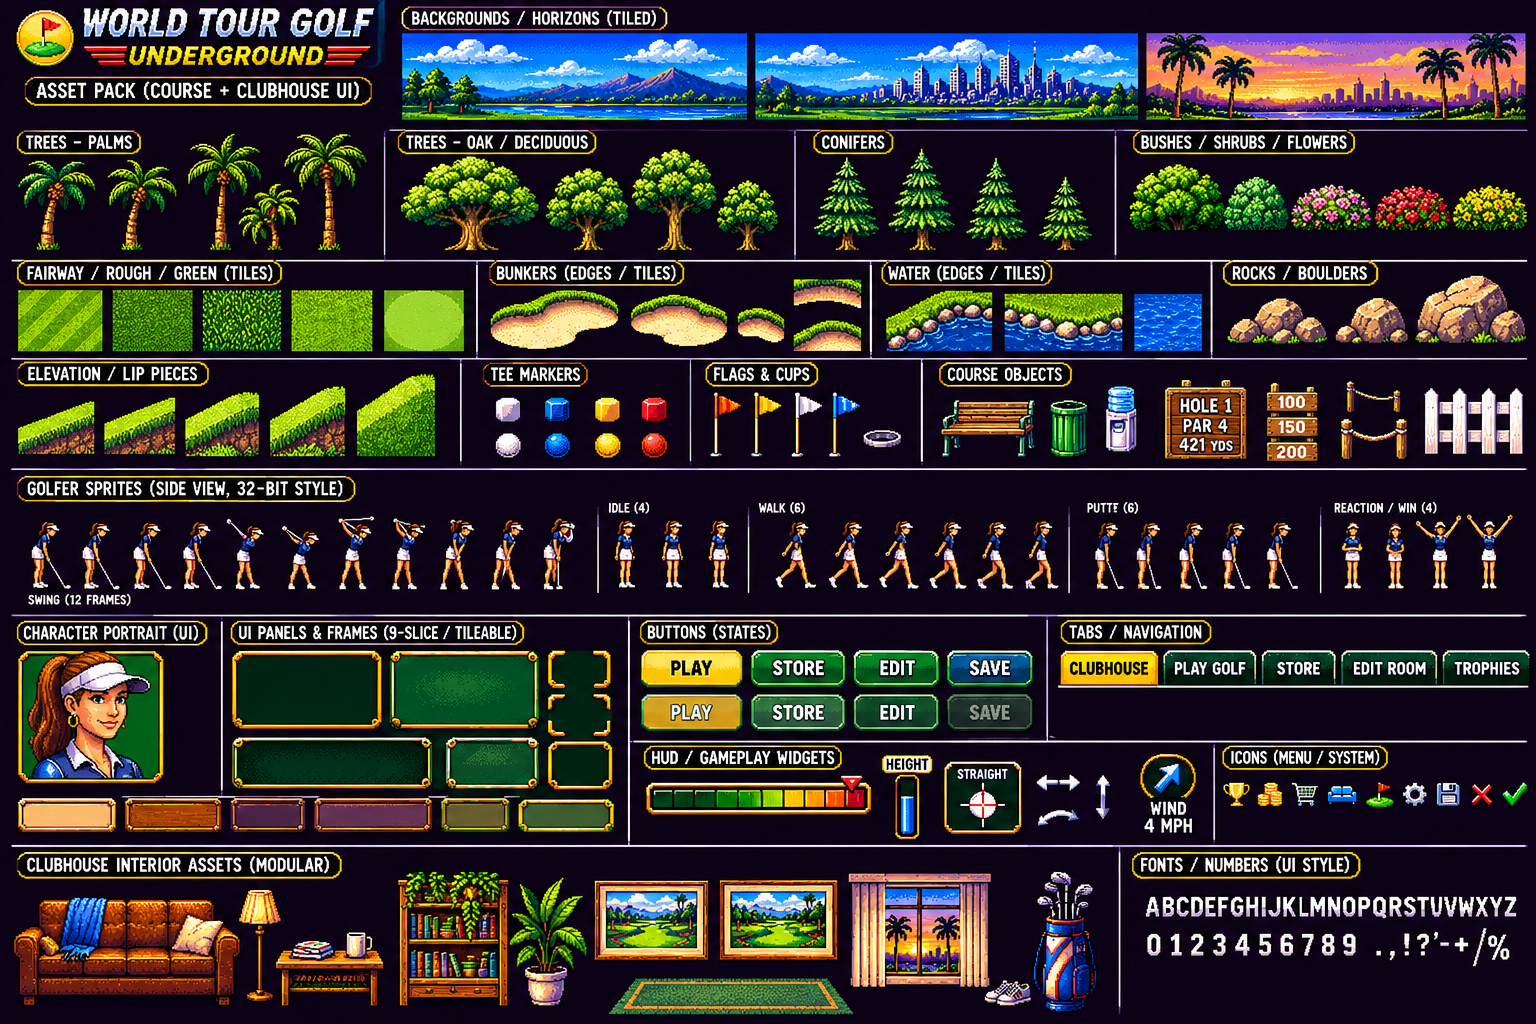 WORLD TOUR GOLF
UNDERGROUND
ASSET PACK (COURSE + CLUBHOUSE UI)
BACKGROUNDS / HORIZONS (TILED)
TREES - PALMS
TREES - OAK / DECIDUOUS
CONIFERS
BUSHES / SHRUBS / FLOWERS
FAIRWAY / ROUGH / GREEN (TILES)
BUNKERS (EDGES / TILES)
WATER (EDGES / TILES)
ROCKS / BOULDERS
ELEVATION / LIP PIECES
TEE MARKERS
FLAGS & CUPS
COURSE OBJECTS
HOLE 1
PAR 4
421 YDS
100
150
200
GOLFER SPRITES (SIDE VIEW, 32-BIT STYLE)
SWING (12 FRAMES)
IDLE (4)
WALK (6)
PUTTE (6)
REACTION / WIN (4)
CHARACTER PORTRAIT (UI)
UI PANELS & FRAMES (9-SLICE / TILEABLE)
BUTTONS (STATES)
PLAY
STORE
EDIT
SAVE
PLAY
STORE
EDIT
SAVE
TABS / NAVIGATION
CLUBHOUSE
PLAY GOLF
STORE
EDIT ROOM
TROPHIES
HUD / GAMEPLAY WIDGETS
HEIGHT
STRAIGHT
WIND
4 MPH
ICONS (MENU / SYSTEM)
CLUBHOUSE INTERIOR ASSETS (MODULAR)
FONTS / NUMBERS (UI STYLE)
ABCDEFGHIJKLMNOPQRSTUVVWXYZ
0123456789 .,!?'-+/%